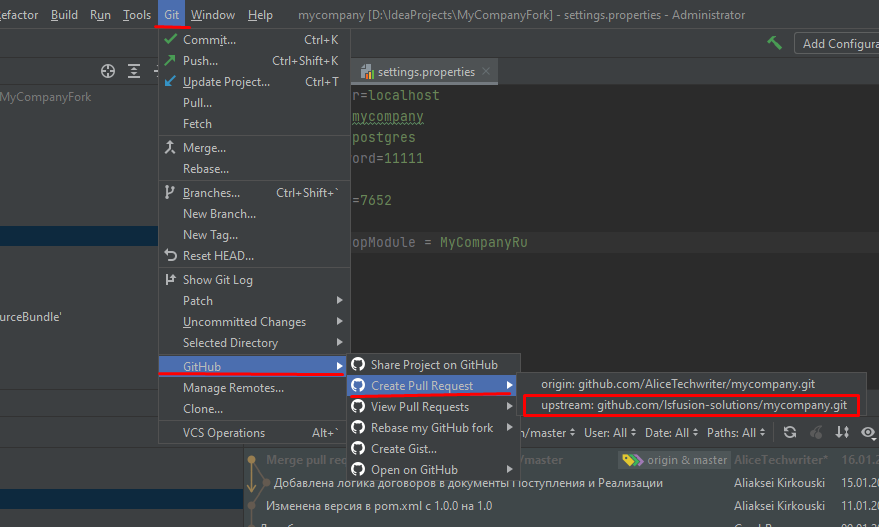 efactor Build Run Tools Git Window Help mycompany [D:\IdeaProjects\MyCompanyFork] - settings.properties - Administrator
Commit... Ctrl+K
Add Configura
Push... Ctrl+Shift+K
Update Project... Ctrl+T
settings.properties
MyCompanyFork
Pull...
r=localhost
Fetch
mycompany
postgres
Merge...
ord=11111
Rebase...
Branches... Ctrl+Shift+`
=7652
New Branch...
New Tag...
opModule = MyCompanyRu
Reset HEAD...
Show Git Log
Patch
urceBundle'
Uncommitted Changes
Selected Directory
GitHub
Share Project on GitHub
Manage Remotes...
Create Pull Request
origin: github.com/AliceTechwriter/mycompany.git
Clone...
View Pull Requests
upstream: github.com/lsfusion-solutions/mycompany.git
VCS Operations Alt+`
Rebase my GitHub fork
n/master User: All Date: All Paths: All
Create Gist...
Merge pull req
/master
origin & master
AliceTechwriter*
16.01.20
Open on GitHub
Добавлена логика договоров в документы Поступления и Реализации
Aliaksei Kirkouski
15.01.20
Изменена версия в pom.xml с 1.0.0 на 1.0
Aliaksei Kirkouski
11.01.20